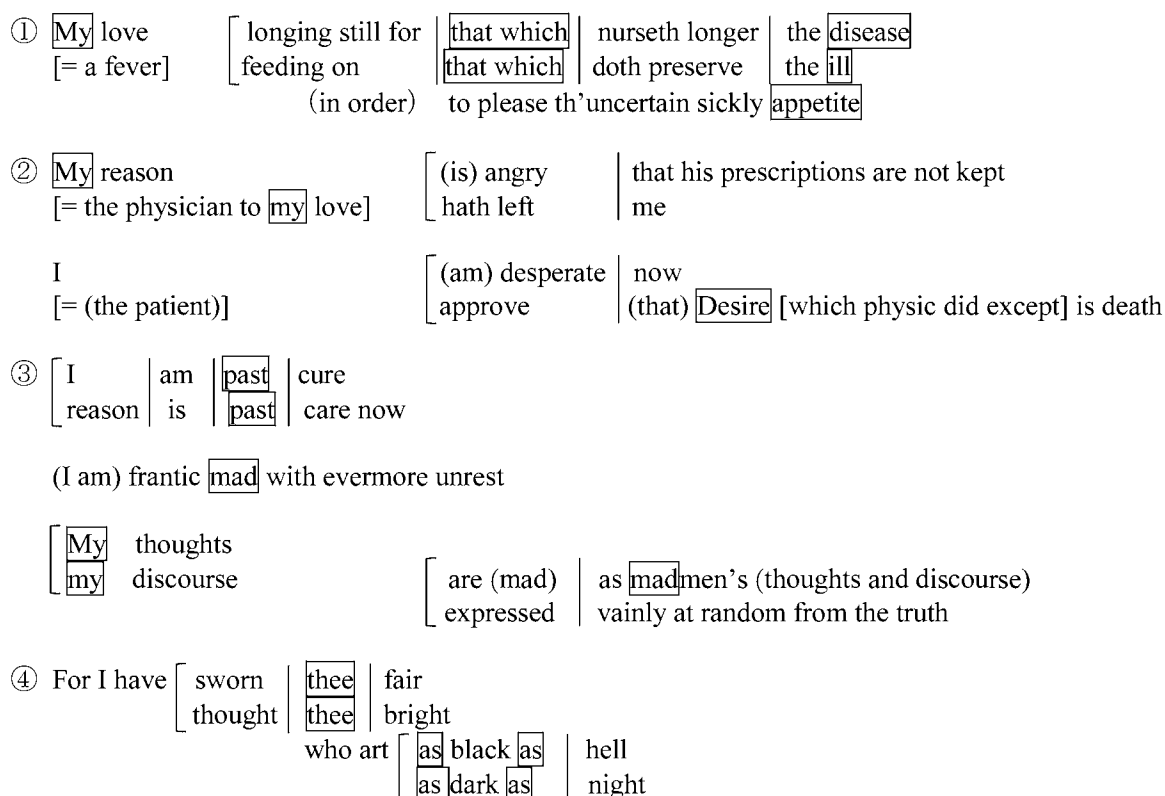 ① My love longing still for that which nurseth longer the disease
[= a fever] feeding on that which doth preserve the ill
(in order) to please th'uncertain sickly appetite
② My reason (is) angry that his prescriptions are not kept
[= the physician to my love] hath left me
I (am) desperate now
[= (the patient)] approve (that) Desire [which physic did except] is death
③ I am past cure
reason is past care now
(I am) frantic mad with evermore unrest
My thoughts
my discourse
are (mad) as madmen's (thoughts and discourse)
expressed vainly at random from the truth
④ For I have sworn thee fair
thought thee bright
who art as black as hell
as dark as night